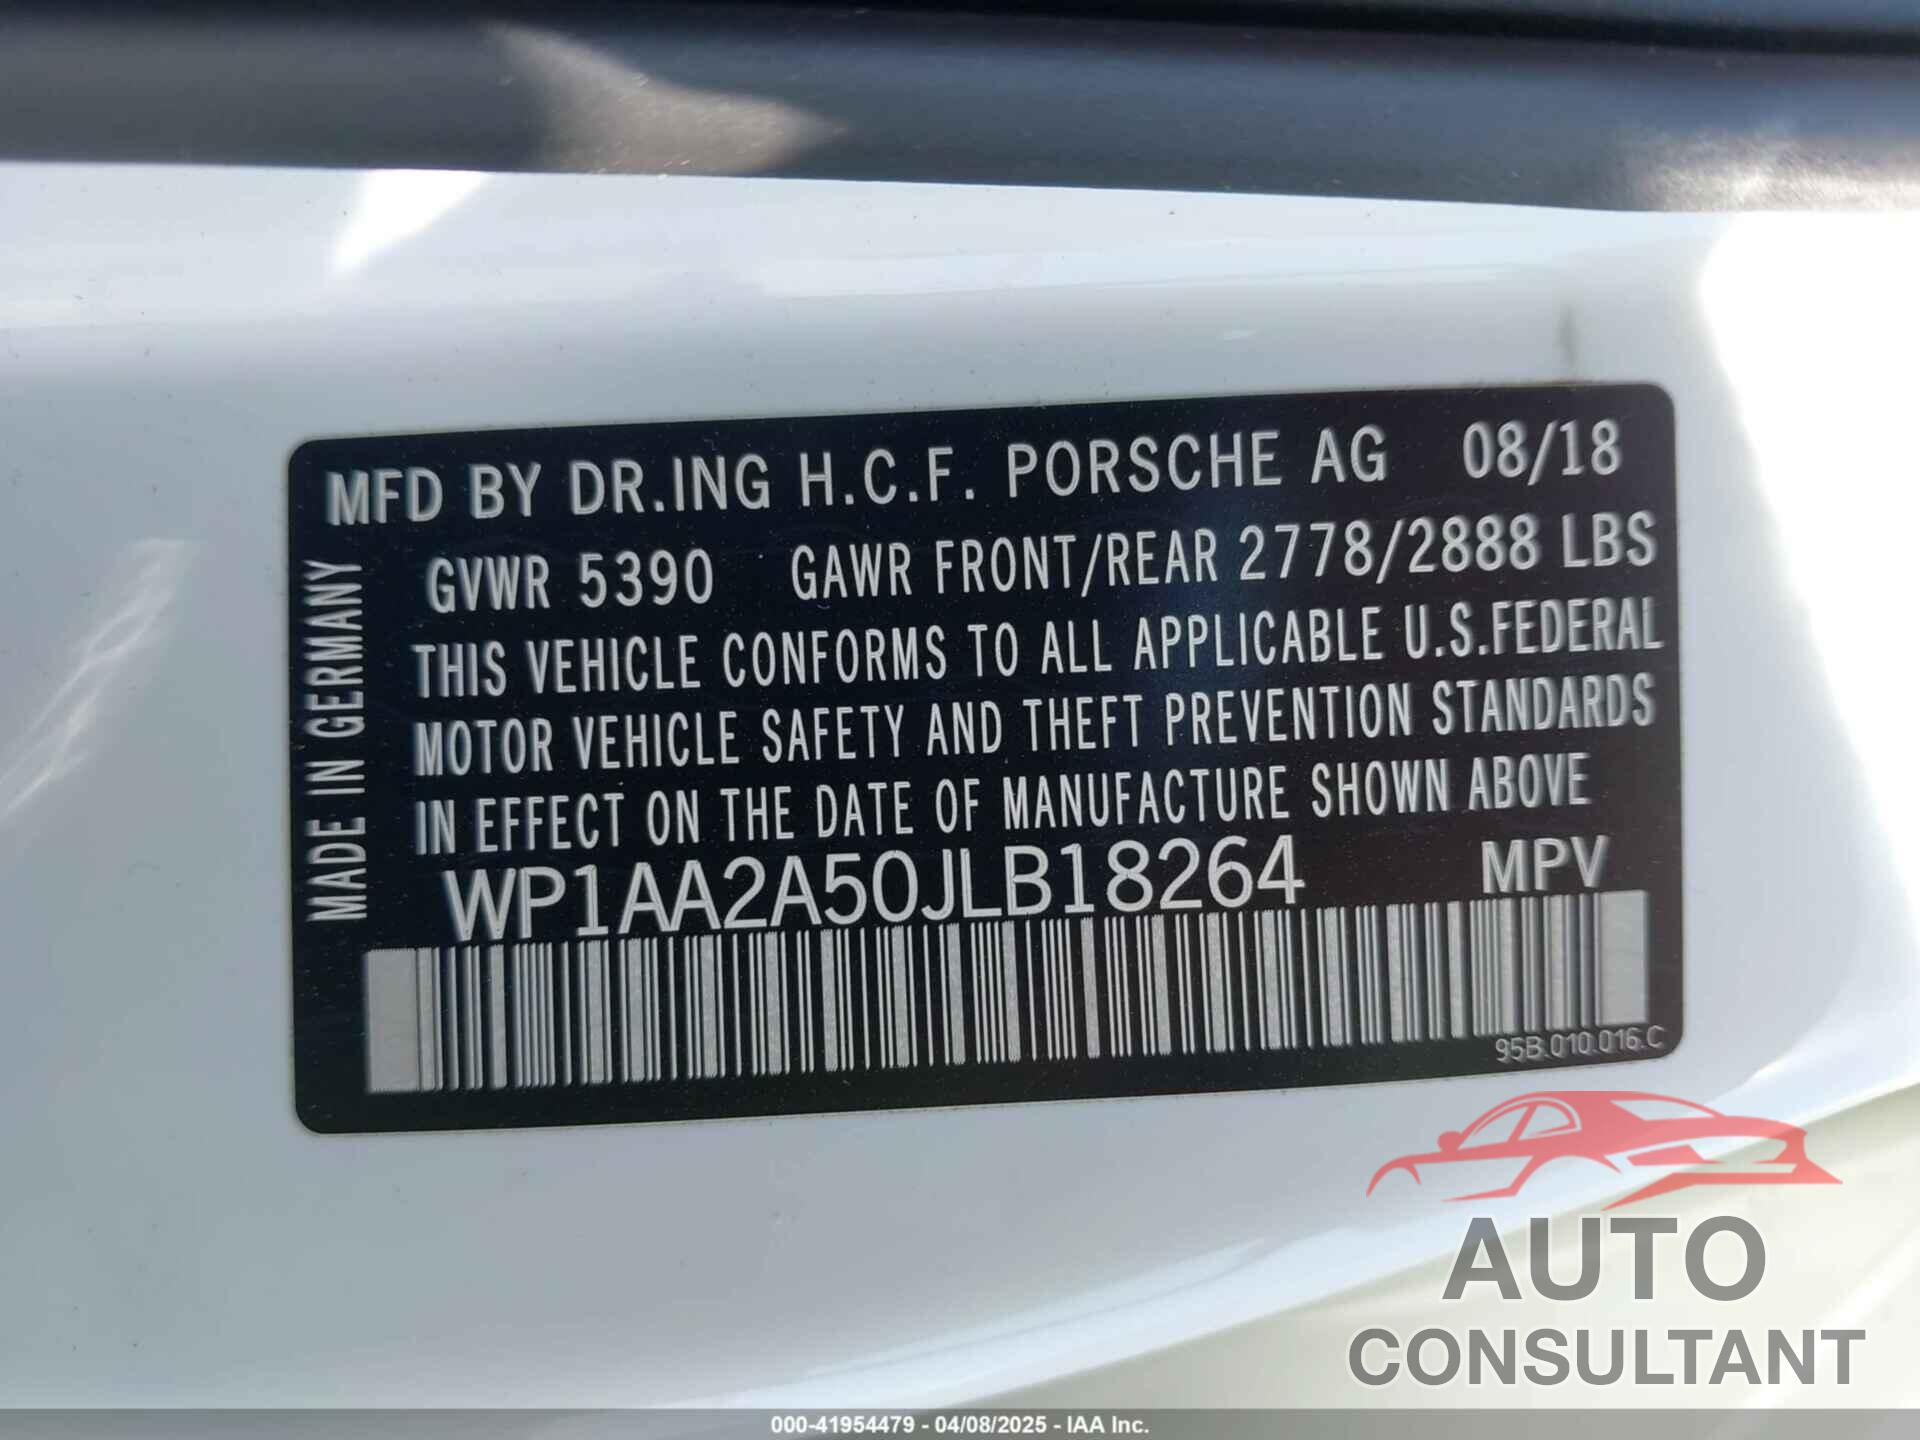 MFD BY DR.ING H.C.F. PORSCHE AG 08/18
GVWR 5390 GAWR FRONT/REAR 2778/2888 LBS
THIS VEHICLE CONFORMS TO ALL APPLICABLE U.S.FEDERAL
MOTOR VEHICLE SAFETY AND THEFT PREVENTION STANDARDS
IN EFFECT ON THE DATE OF MANUFACTURE SHOWN ABOVE
WP1AA2A50JLB18264 MPV
MADE IN GERMANY
95B.010.016.C
AUTO
CONSULTANT
000-41954479 - 04/08/2025 - IAA Inc.